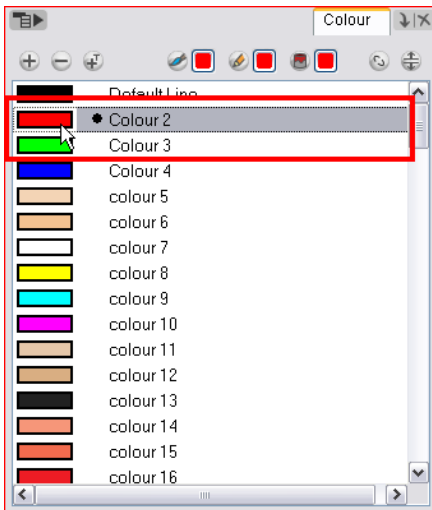 Colour
Default Line
Colour 2
Colour 3
Colour 4
colour 5
colour 6
colour 7
colour 8
colour 9
colour 10
colour 11
colour 12
colour 13
colour 14
colour 15
colour 16